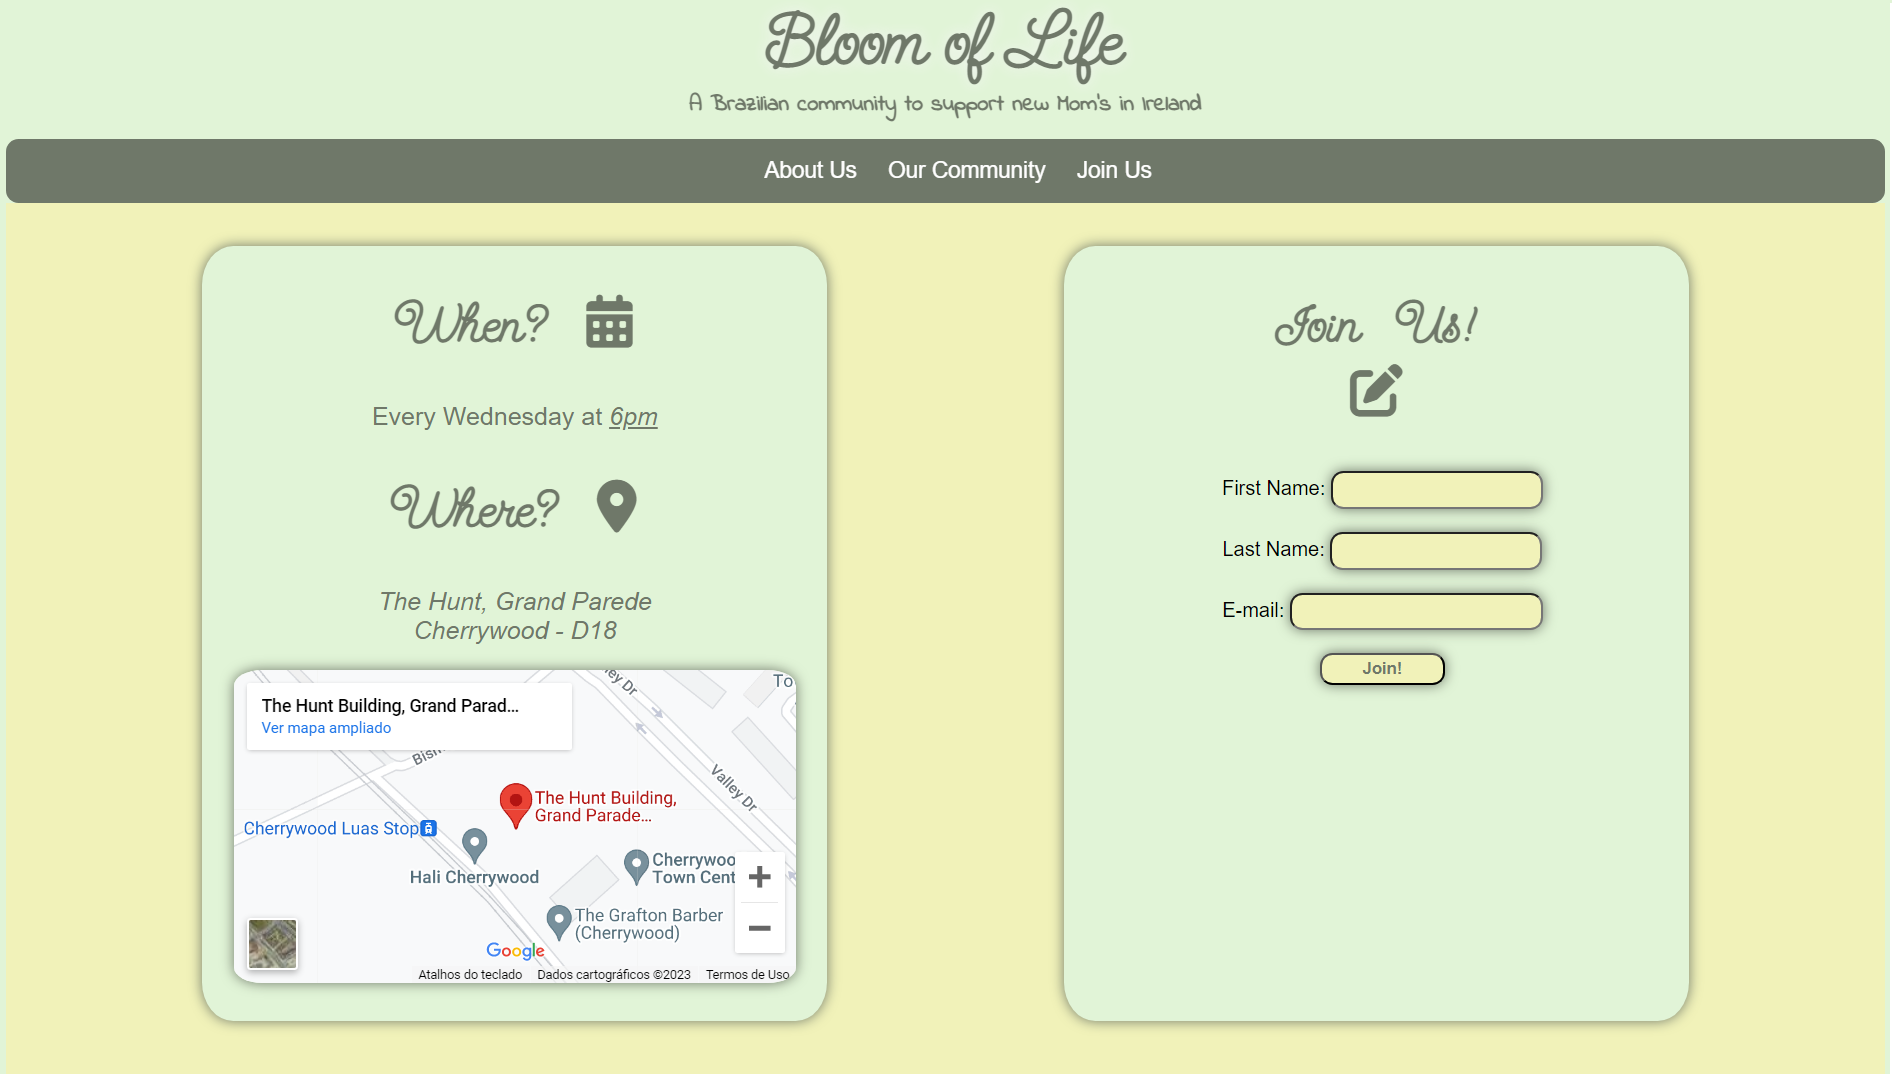 Bloom of Life
A Brazilian community to support new Mom's in Ireland
About Us Our Community Join Us
When?
Every Wednesday at 6pm
Where?
The Hunt, Grand Parede
Cherrywood - D18
The Hunt Building, Grand Parad...
Ver mapa ampliado
ley Dr
To
Bism
Valley Dr
The Hunt Building,
Grand Parade...
Cherrywood Luas Stop
Hali Cherrywood
Cherrywoo
Town Cent
The Grafton Barber
(Cherrywood)
Google
Atalhos do teclado Dados cartográficos ©2023 Termos de Uso
Join Us!
First Name:
Last Name:
E-mail:
Join!